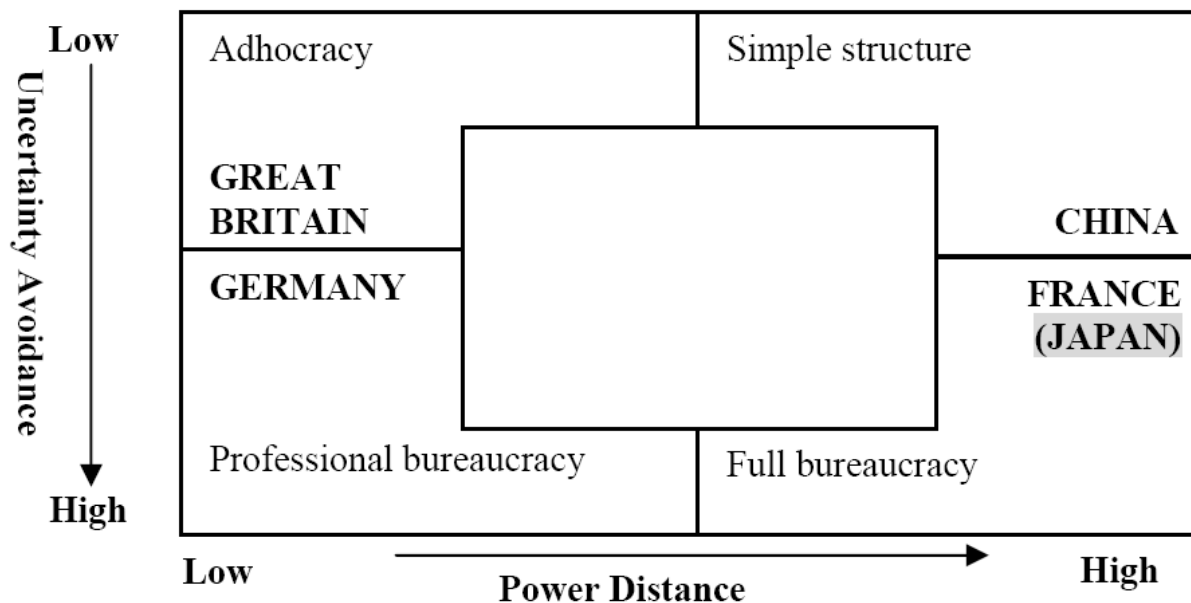 Low
Adhocracy
Simple structure
Uncertainty Avoidance
GREAT
BRITAIN
CHINA
GERMANY
FRANCE
(JAPAN)
Professional bureaucracy
Full bureaucracy
High
Low
Power Distance
High